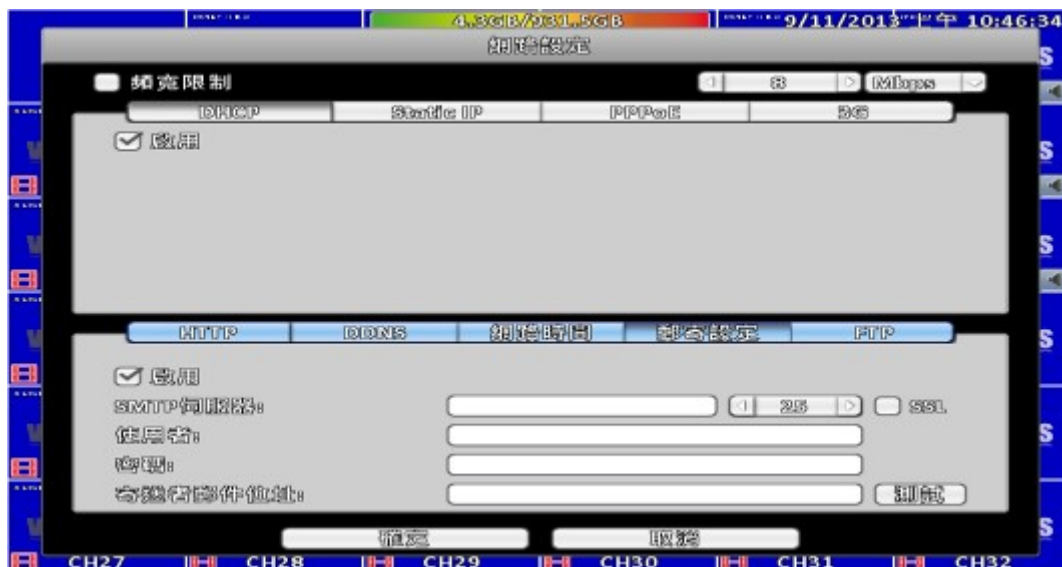 4.3GB/931.5GB
9/11/2013 上午 10:46:34
網路設定
頻寬限制 8 Mbps
DHCP Static IP PPPoE 3G
啟用
HTTP DDNS 網路時間 郵寄設定 FTP
啟用
SMTP伺服器: 25 SSL
使用者:
密碼:
寄送者郵件位址: 測試
確定 取消
CH27 CH28 CH29 CH30 CH31 CH32